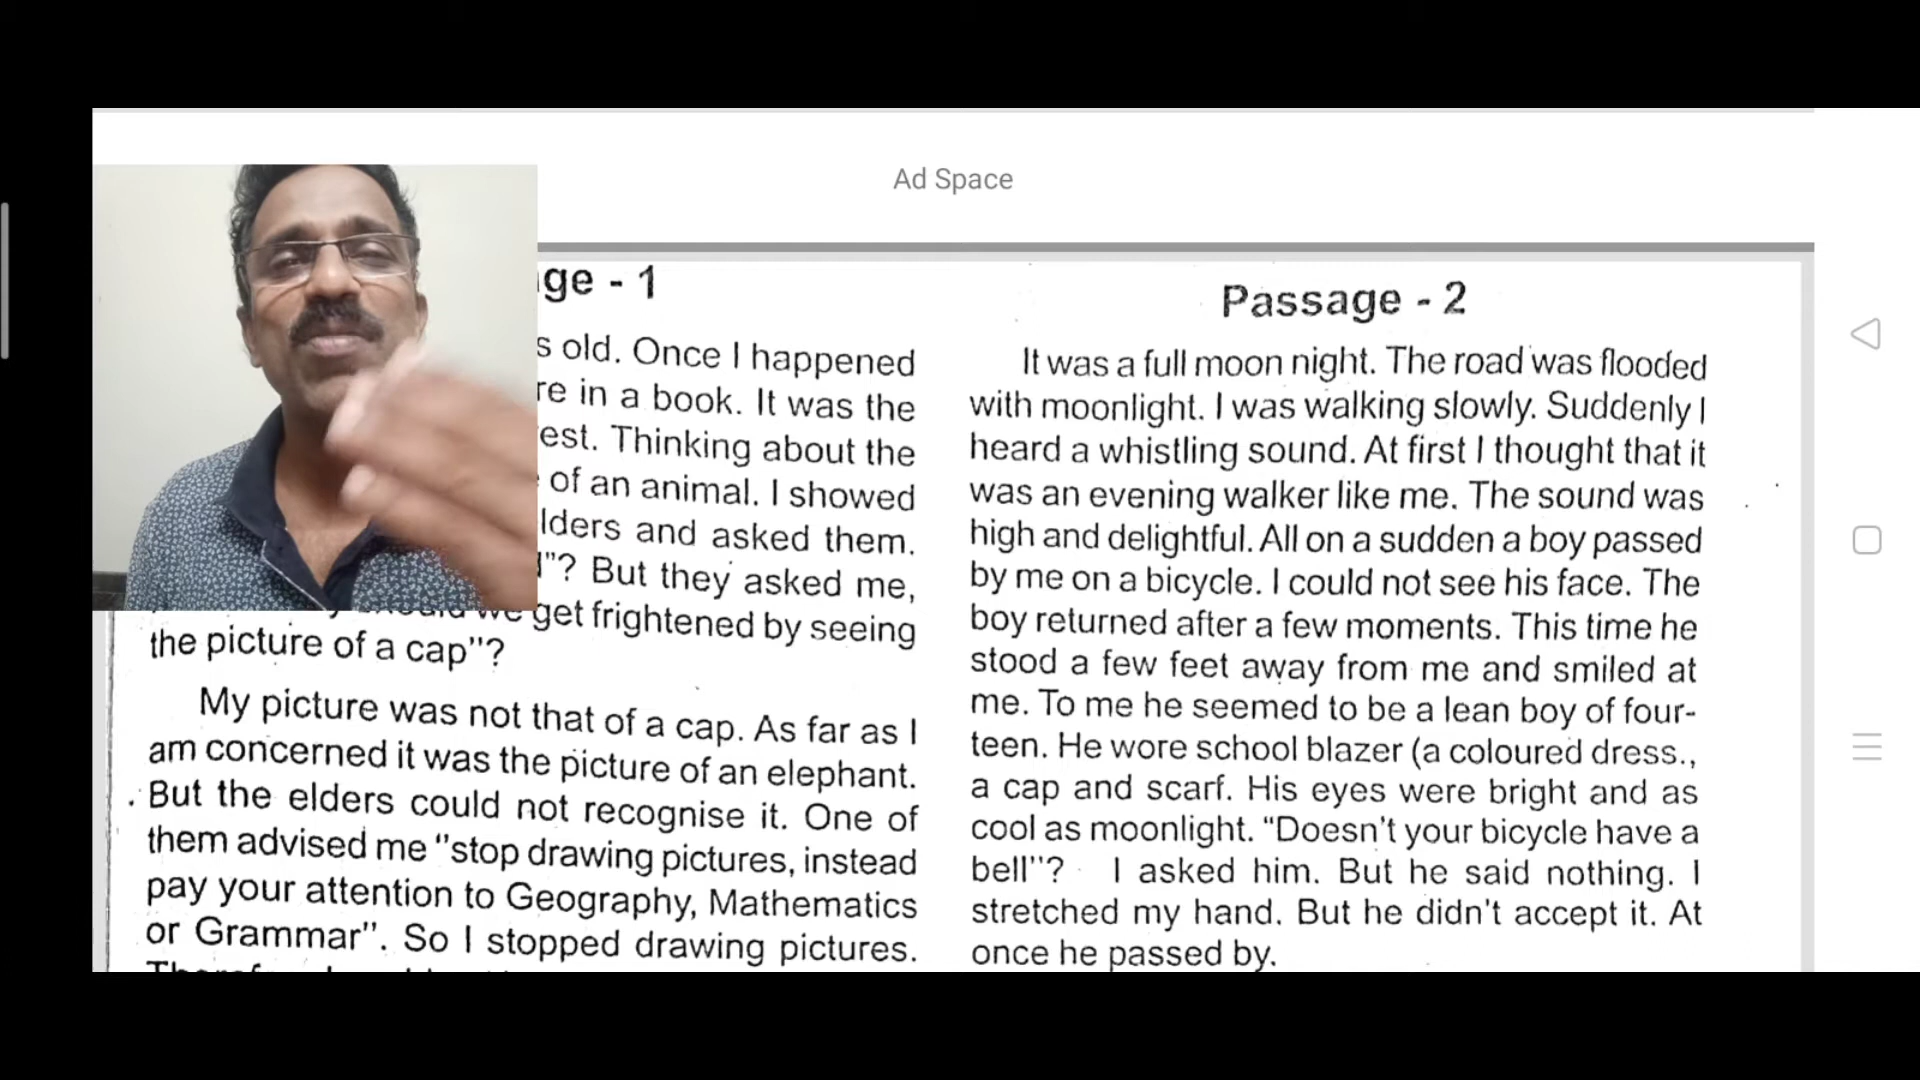 Ad Space
ge - 1
s old. Once I happened
re in a book. It was the
est. Thinking about the
of an animal. I showed
lders and asked them.
"? But they asked me,
we get frightened by seeing
the picture of a cap"?
My picture was not that of a cap. As far as I
am concerned it was the picture of an elephant.
But the elders could not recognise it. One of
them advised me "stop drawing pictures, instead
pay your attention to Geography, Mathematics
or Grammar". So I stopped drawing pictures.
Passage - 2
It was a full moon night. The road was flooded
with moonlight. I was walking slowly. Suddenly I
heard a whistling sound. At first I thought that it
was an evening walker like me. The sound was
high and delightful. All on a sudden a boy passed
by me on a bicycle. I could not see his face. The
boy returned after a few moments. This time he
stood a few feet away from me and smiled at
me. To me he seemed to be a lean boy of four-
teen. He wore school blazer (a coloured dress.,
a cap and scarf. His eyes were bright and as
cool as moonlight. "Doesn't your bicycle have a
bell"? I asked him. But he said nothing. I
stretched my hand. But he didn't accept it. At
once he passed by.